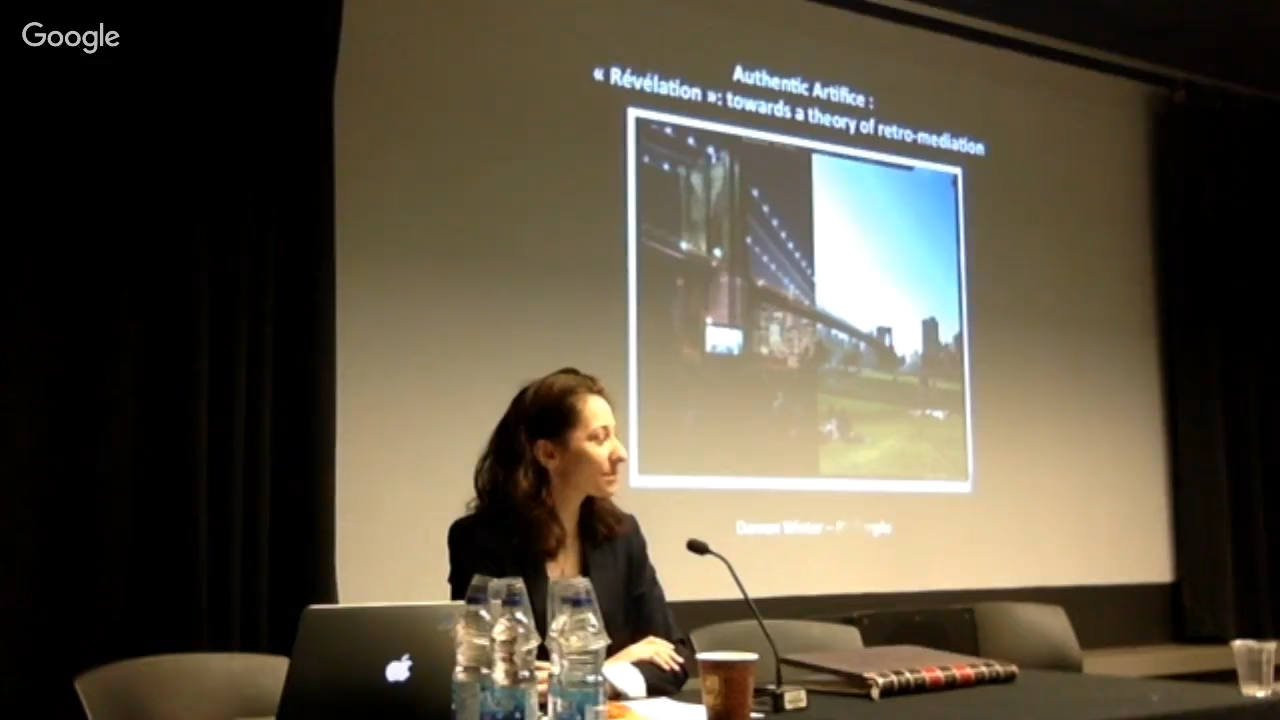 Google
Authentic Artifice :
« Révélation »: towards a theory of retro-mediation